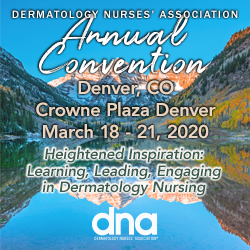 DERMATOLOGY NURSES' ASSOCIATION
Annual
Convention
Denver, CO
Crowne Plaza Denver
March 18 - 21, 2020
Heightened Inspiration:
Learning, Leading, Engaging
in Dermatology Nursing
dna
DERMATOLOGY NURSES' ASSOCIATION®